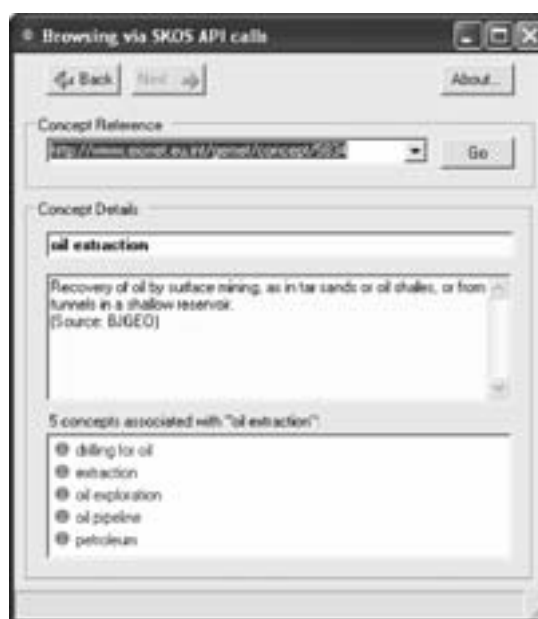 Browsing via SKOS API calls
Back
Next
About...
Concept Reference
Go
Concept Details
oil extraction
Recovery of oil by surface mining, as in tar sands or oil shales, or from
tunnels in a shallow reservoir.
(Source: BJGEO)
5 concepts associated with "oil extraction":
drilling for oil
extraction
oil exploration
oil pipeline
petroleum